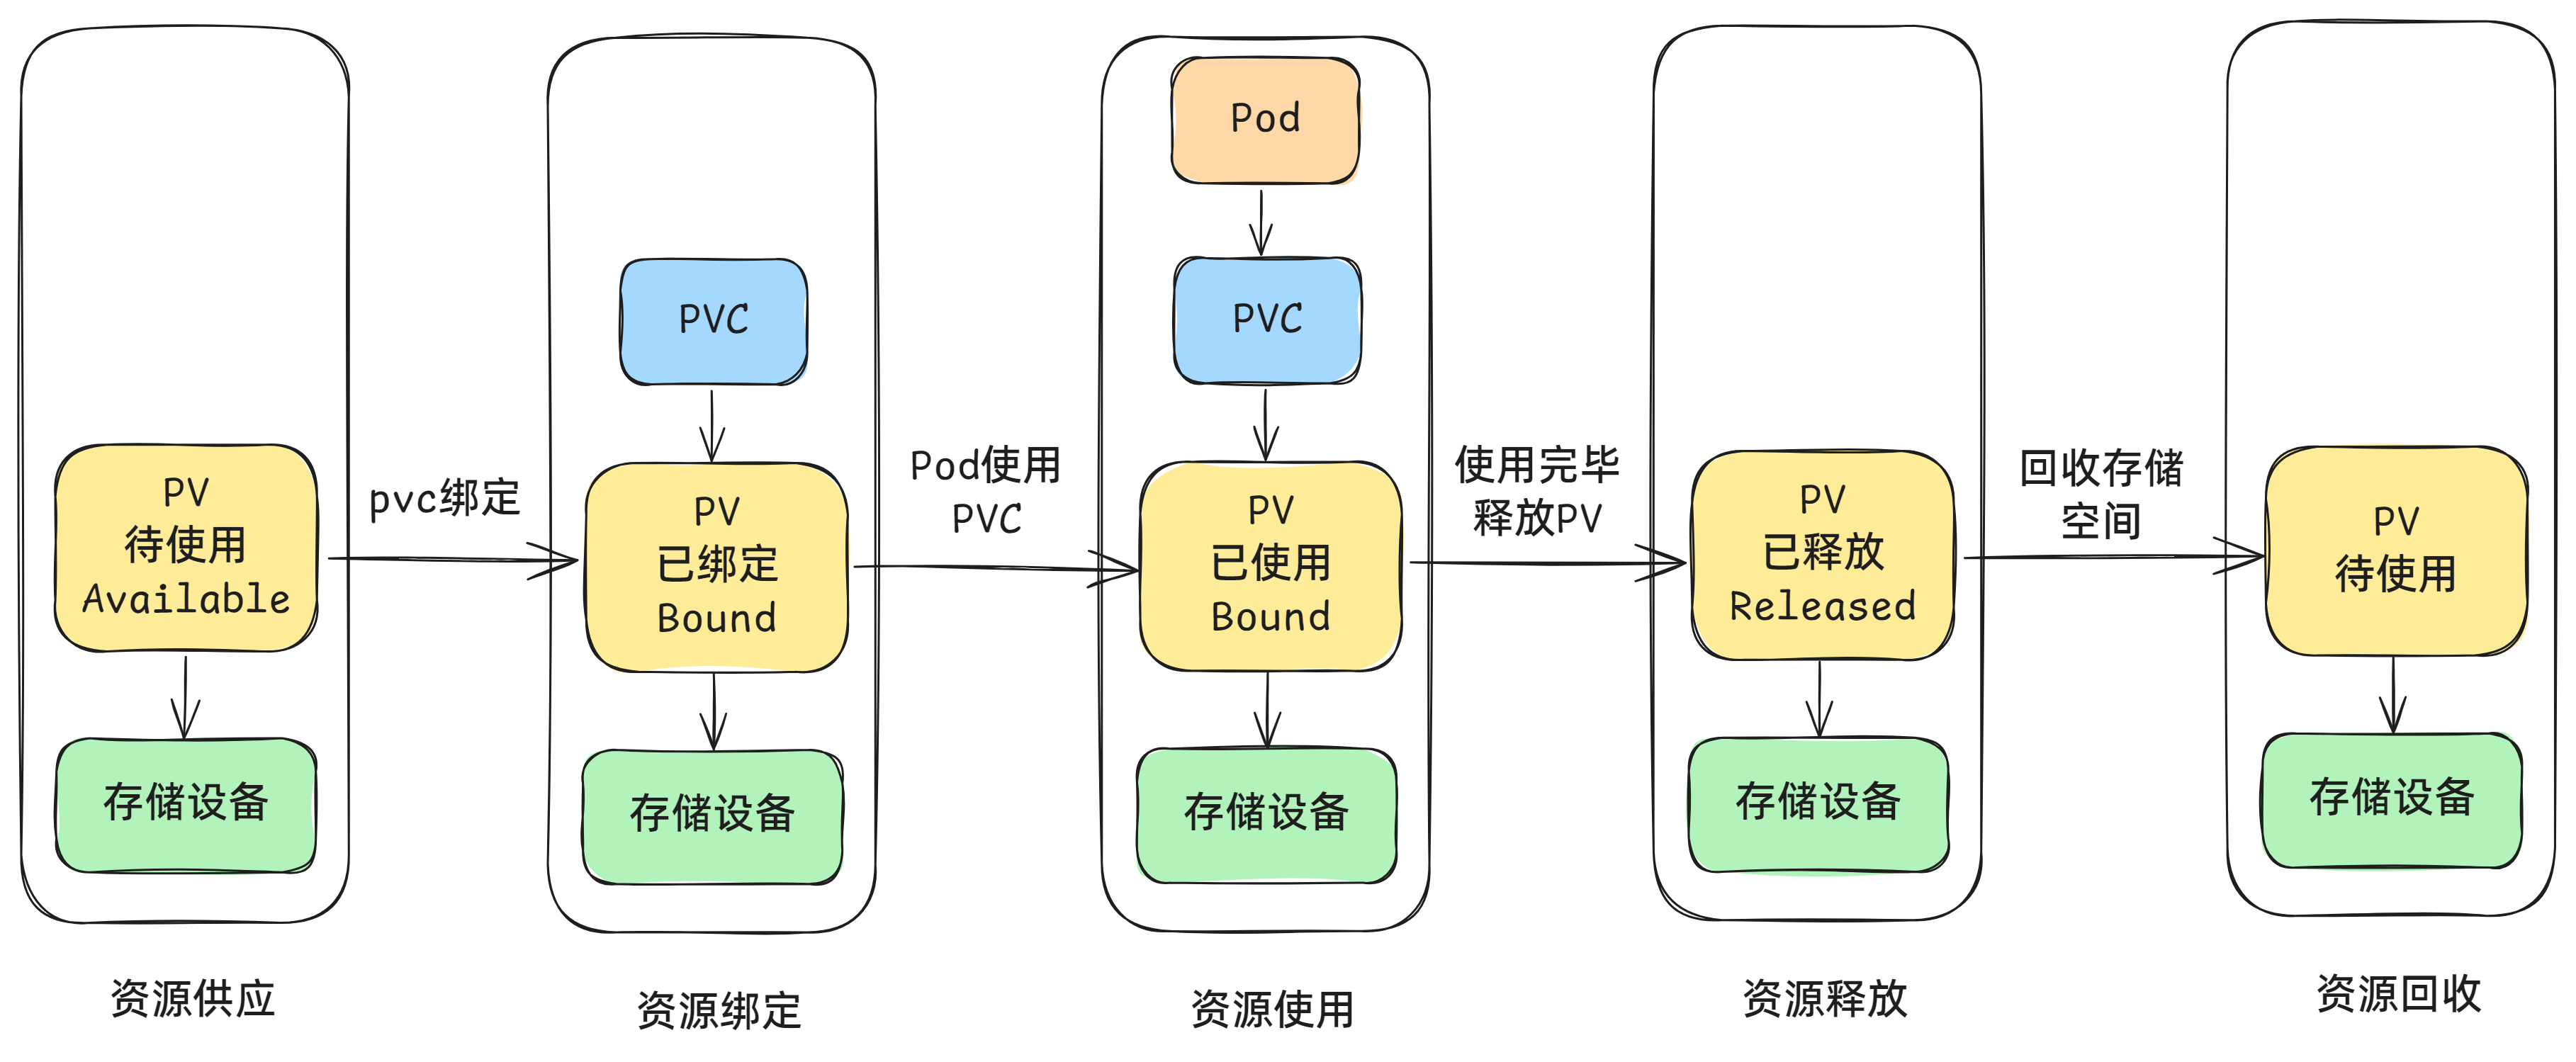 PV
待使用
Available
存储设备
资源供应
pvc绑定
PVC
PV
已绑定
Bound
存储设备
资源绑定
Pod使用
PVC
Pod
PVC
PV
已使用
Bound
存储设备
资源使用
使用完毕
释放PV
PV
已释放
Released
存储设备
资源释放
回收存储
空间
PV
待使用
存储设备
资源回收